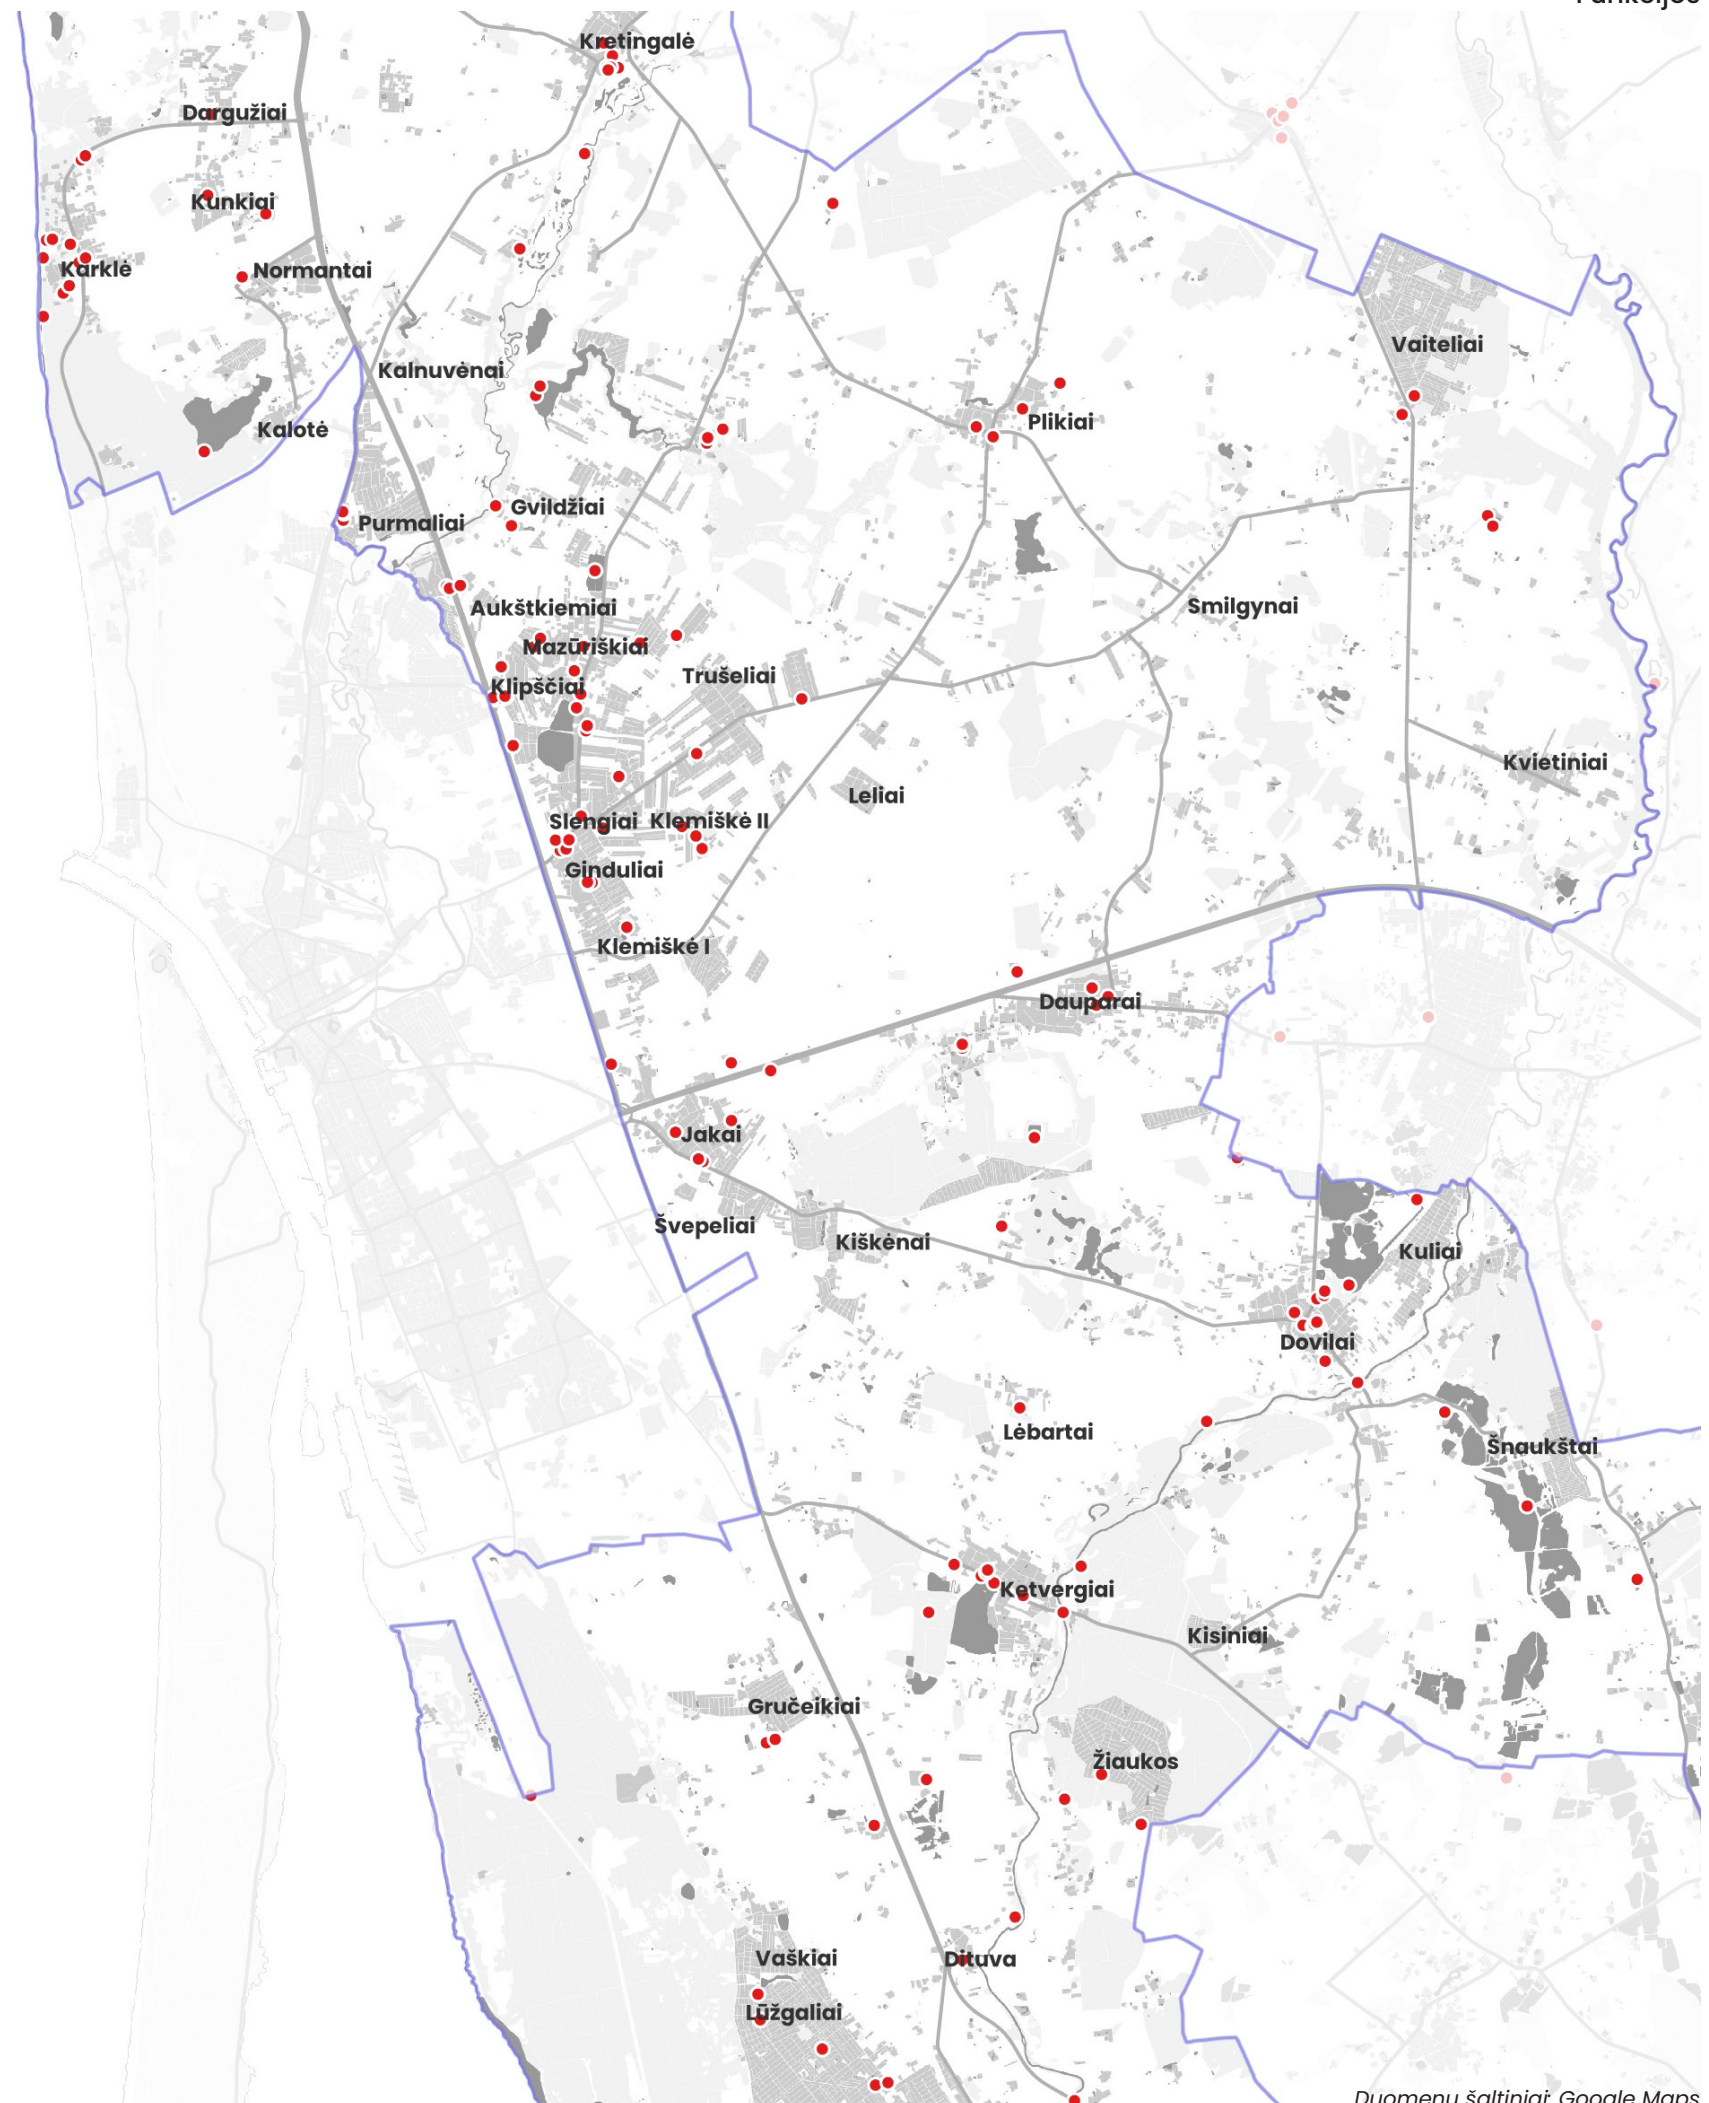 Kretingalė
Dargužiai
Kunkiai
Karklė
Normantai
Vaiteliai
Kalnuvėnai
Plikiai
Kalotė
Gvildžiai
Purmaliai
Smilgynai
Aukštkiemiai
Mazūriškiai
Trušeliai
Klipščiai
Kvietiniai
Leliai
Slengiai
Klemiškė II
Ginduliai
Klemiškė I
Dauparai
Jakai
Švepeliai
Kiškėnai
Kuliai
Dovilai
Lėbartai
Šnaukštai
Ketvergiai
Kisiniai
Gručeikiai
Žiaukos
Vaškiai
Dituva
Lūžgaliai
Duomenų šaltiniai: Google Maps